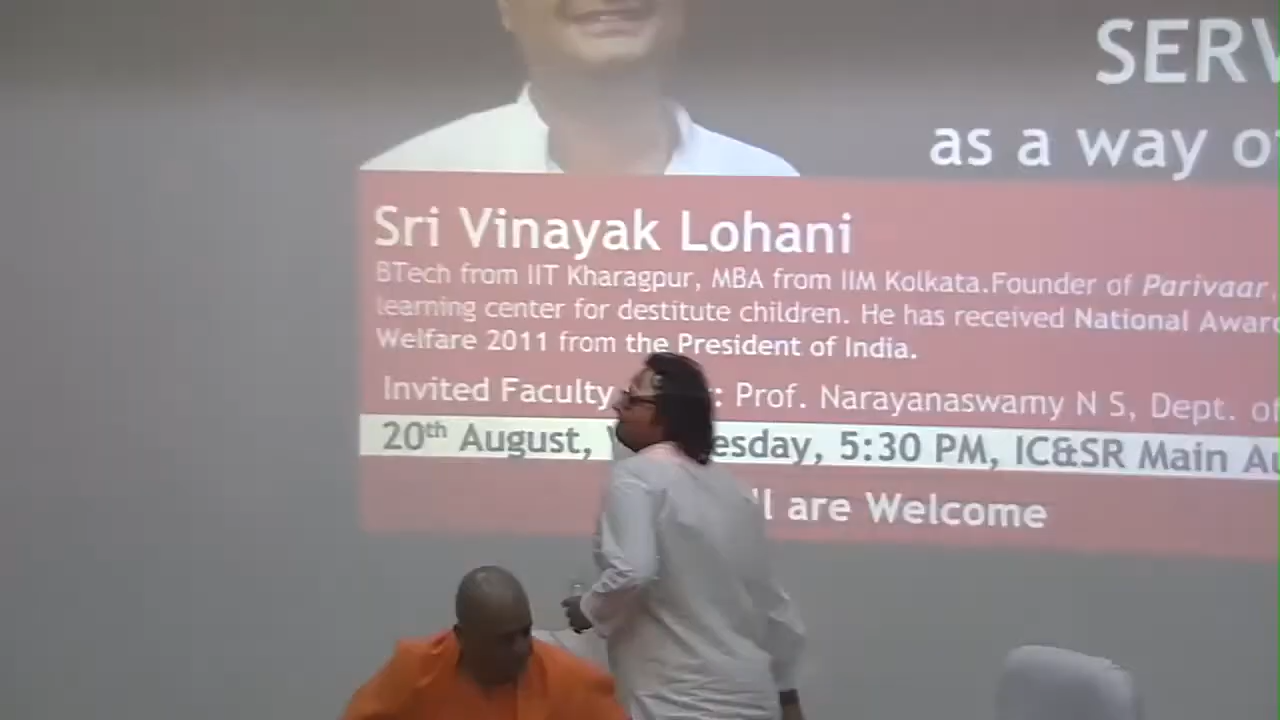 SERV
as a way of
Sri Vinayak Lohani
BTech from IIT Kharagpur, MBA from IIM Kolkata.Founder of Parivaar,
learning center for destitute children. He has received National Awar
Welfare 2011 from the President of India.
Invited Faculty : Prof. Narayanaswamy N S, Dept. of
20th August, esday, 5:30 PM, IC&SR Main Au
ll are Welcome